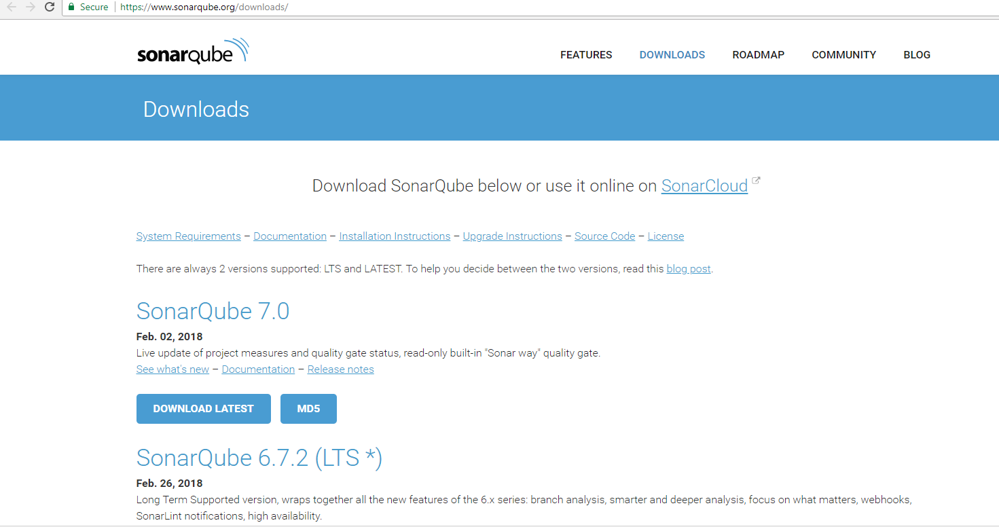 Secure https://www.sonarqube.org/downloads/
sonarqube
FEATURES DOWNLOADS ROADMAP COMMUNITY BLOG
Downloads
Download SonarQube below or use it online on SonarCloud
System Requirements – Documentation – Installation Instructions – Upgrade Instructions – Source Code – License
There are always 2 versions supported: LTS and LATEST. To help you decide between the two versions, read this blog post.
SonarQube 7.0
Feb. 02, 2018
Live update of project measures and quality gate status, read-only built-in "Sonar way" quality gate.
See what's new – Documentation – Release notes
DOWNLOAD LATEST MD5
SonarQube 6.7.2 (LTS *)
Feb. 26, 2018
Long Term Supported version, wraps together all the new features of the 6.x series: branch analysis, smarter and deeper analysis, focus on what matters, webhooks,
SonarLint notifications, high availability.